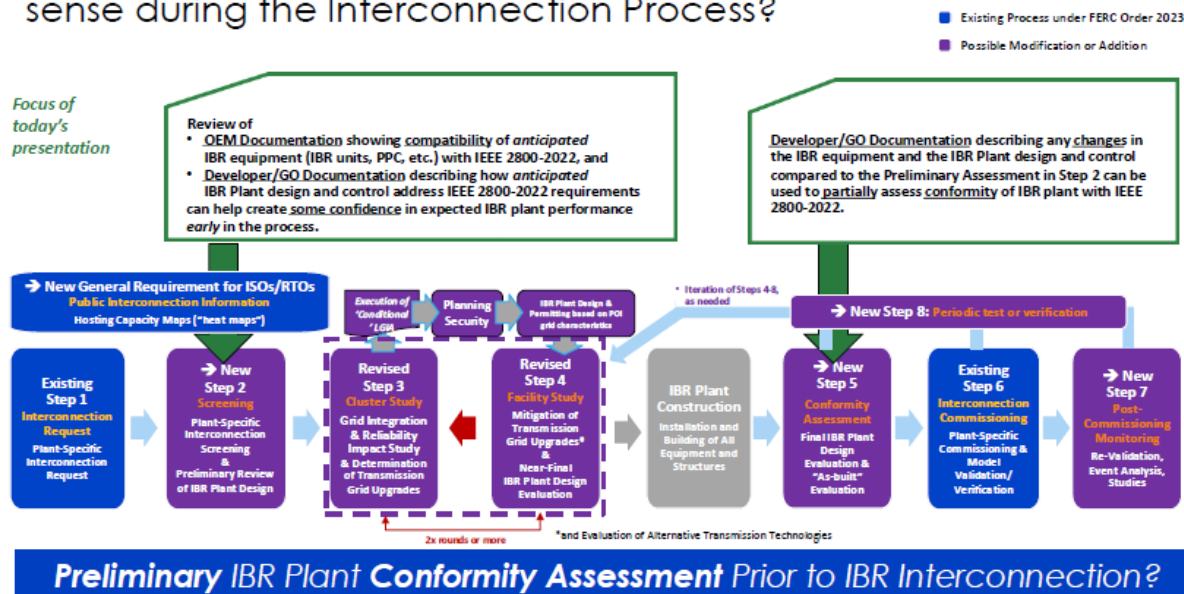 sense during the Interconnection Process?
Existing Process under FERC Order 2023
Possible Modification or Addition
Focus of
today's
presentation
Review of
• OEM Documentation showing compatibility of anticipated
IBR equipment (IBR units, PPC, etc.) with IEEE 2800-2022, and
• Developer/GO Documentation describing how anticipated
IBR Plant design and control address IEEE 2800-2022 requirements
can help create some confidence in expected IBR plant performance
early in the process.
Developer/GO Documentation describing any changes in
the IBR equipment and the IBR Plant design and control
compared to the Preliminary Assessment in Step 2 can be
used to partially assess conformity of IBR plant with IEEE
2800-2022.
→ New General Requirement for ISOs/RTOs
Public Interconnection Information
Hosting Capacity Maps ("heat maps")
Execution of
'Conditional
' LGIA
Planning
Security
IBR Plant Design &
Permitting based on POI
grid characteristics
• Iteration of Steps 4-8,
as needed
→ New Step 8: Periodic test or verification
Existing
Step 1
Interconnection
Request
Plant-Specific
Interconnection
Request
→ New
Step 2
Screening
Plant-Specific
Interconnection
Screening
&
Preliminary Review
of IBR Plant Design
Revised
Step 3
Cluster Study
Grid Integration
& Reliability
Impact Study
& Determination
of Transmission
Grid Upgrades
Revised
Step 4
Facility Study
Mitigation of
Transmission
Grid Upgrades*
&
Near-Final
IBR Plant Design
Evaluation
IBR Plant
Construction
Installation and
Building of All
Equipment and
Structures
→ New
Step 5
Conformity
Assessment
Final IBR Plant
Design
Evaluation &
"As-built"
Evaluation
Existing
Step 6
Interconnection
Commissioning
Plant-Specific
Commissioning &
Model
Validation/
Verification
→ New
Step 7
Post-
Commissioning
Monitoring
Re-Validation,
Event Analysis,
Studies
2x rounds or more
*and Evaluation of Alternative Transmission Technologies
Preliminary IBR Plant Conformity Assessment Prior to IBR Interconnection?